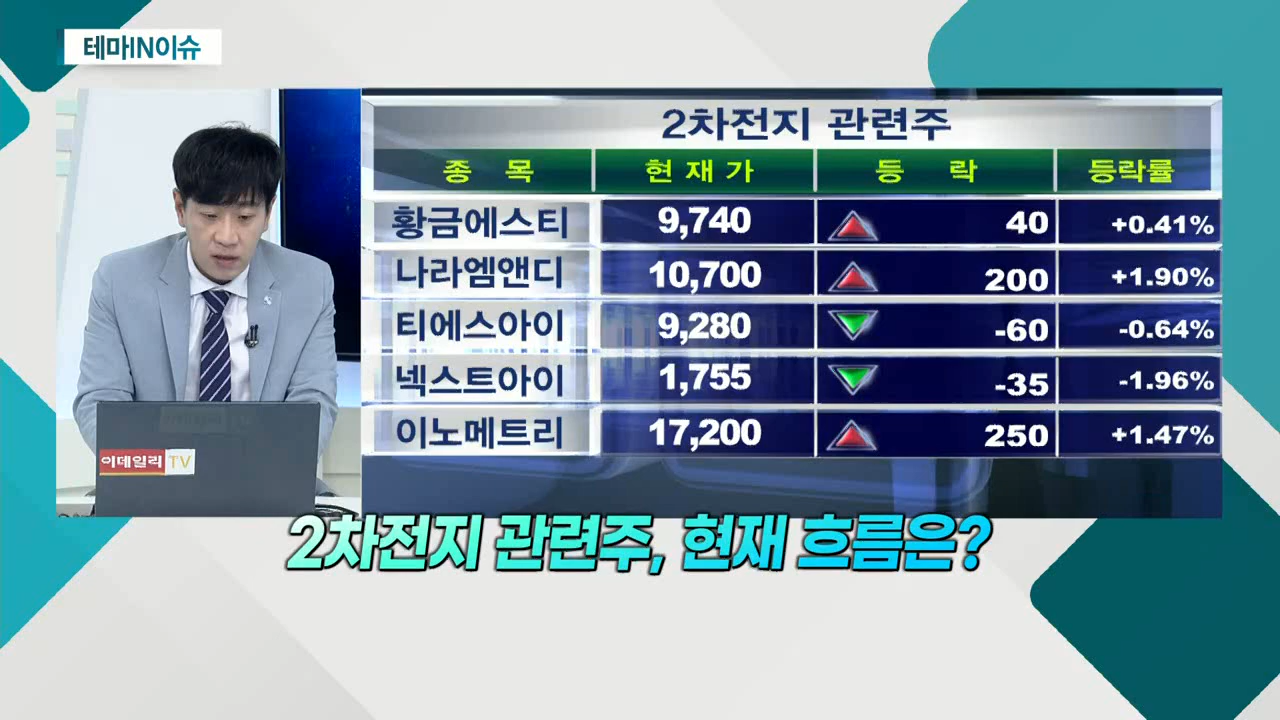 테마IN이슈
2차전지 관련주
종 목 현 재 가 등 락 등락률
황금에스티 9,740 40 +0.41%
나라엠앤디 10,700 200 +1.90%
티에스아이 9,280 -60 -0.64%
넥스트아이 1,755 -35 -1.96%
이노메트리 17,200 250 +1.47%
이데일리 TV
2차전지 관련주, 현재 흐름은?